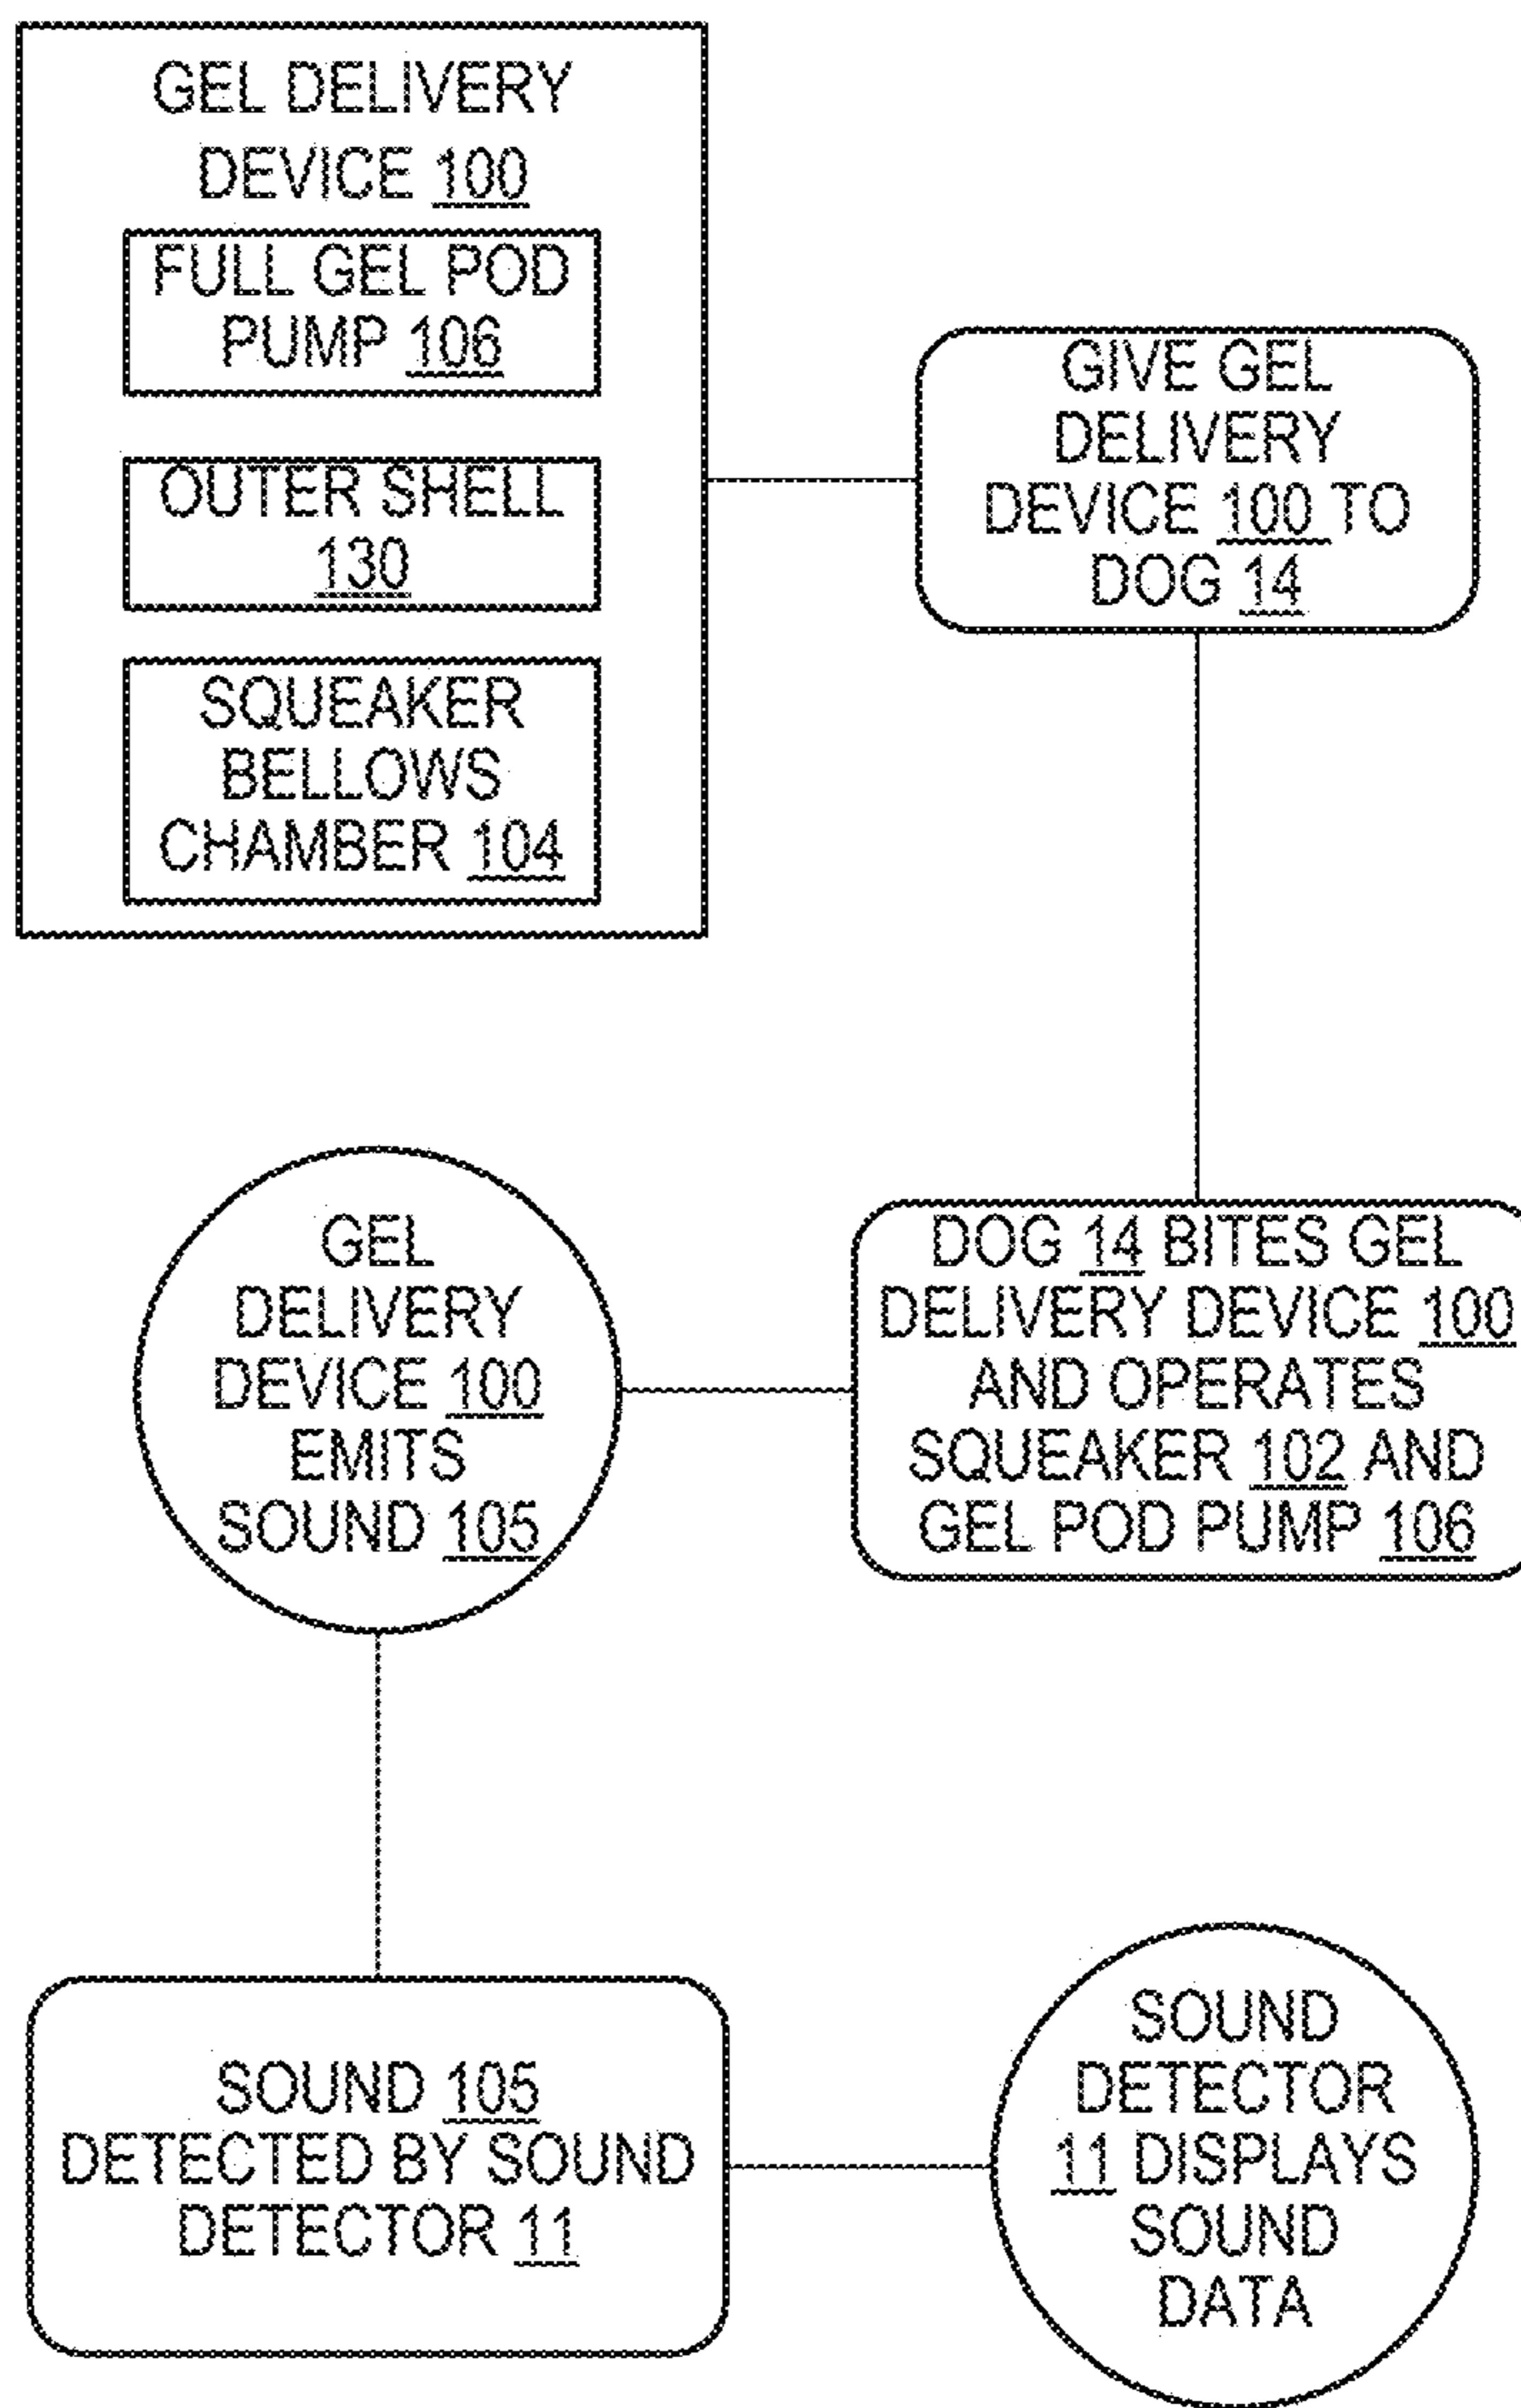 GEL DELIVERY
DEVICE 100
FULL GEL POD
PUMP 106
OUTER SHELL
130
SQUEAKER
BELLOWS
CHAMBER 104
GIVE GEL
DELIVERY
DEVICE 100 TO
DOG 14
DOG 14 BITES GEL
DELIVERY DEVICE 100
AND OPERATES
SQUEAKER 102 AND
GEL POD PUMP 106
GEL
DELIVERY
DEVICE 100
EMITS
SOUND 105
SOUND 105
DETECTED BY SOUND
DETECTOR 11
SOUND
DETECTOR
11 DISPLAYS
SOUND
DATA